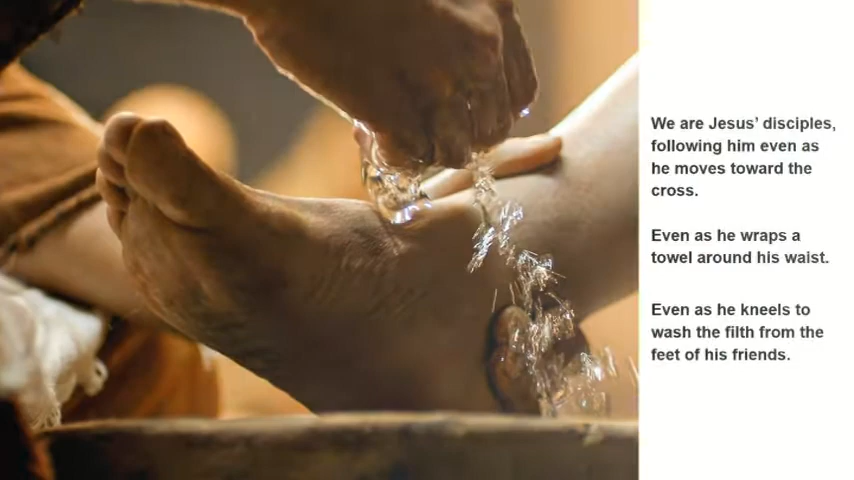 We are Jesus’ disciples,
following him even as
he moves toward the
cross.
Even as he wraps a
towel around his waist.
Even as he kneels to
wash the filth from the
feet of his friends.